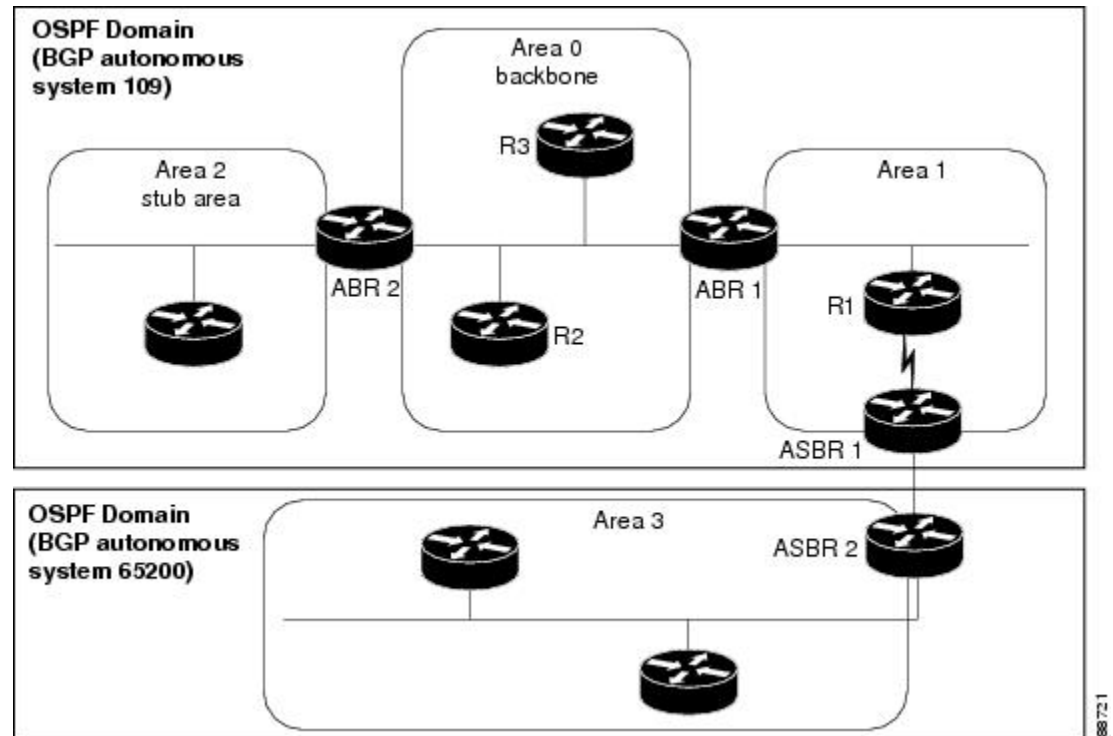 OSPF Domain
(BGP autonomous
system 109)
Area 0
backbone
R3
Area 2
stub area
Area 1
ABR 2
ABR 1
R1
R2
ASBR 1
OSPF Domain
(BGP autonomous
system 65200)
Area 3
ASBR 2
88721